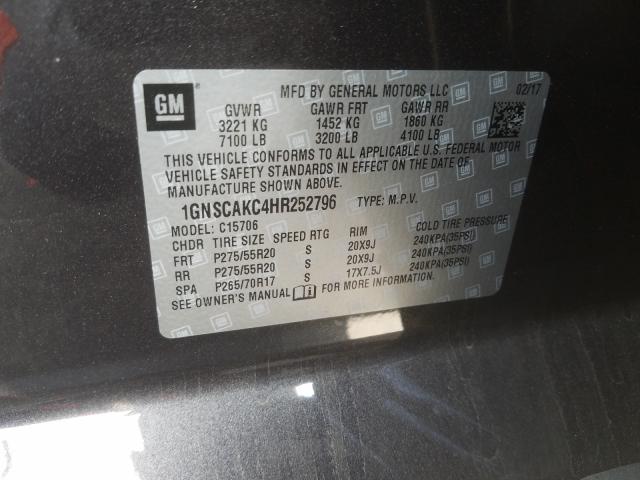 GM
MFD BY GENERAL MOTORS LLC 02/17
GVWR GAWR FRT GAWR RR
3221 KG 1452 KG 1860 KG
7100 LB 3200 LB 4100 LB
THIS VEHICLE CONFORMS TO ALL APPLICABLE U.S. FEDERAL MOTOR
VEHICLE SAFETY STANDARDS IN EFFECT ON THE DATE OF
MANUFACTURE SHOWN ABOVE.
1GNSCAKC4HR252796 TYPE: M.P.V.
MODEL: C15706
CHDR TIRE SIZE SPEED RTG RIM COLD TIRE PRESSURE
FRT P275/55R20 S 20X9J 240KPA(35PSI)
RR P275/55R20 S 20X9J 240KPA(35PSI)
SPA P265/70R17 S 17X7.5J 240KPA(35PSI)
SEE OWNER'S MANUAL FOR MORE INFORMATION.